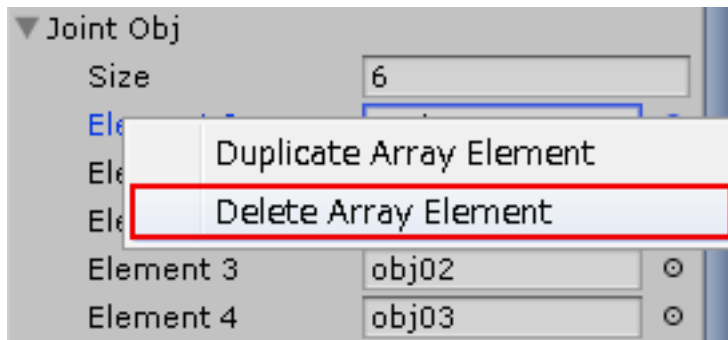 Joint Obj
Size 6
Duplicate Array Element
Delete Array Element
Element 3 obj02
Element 4 obj03